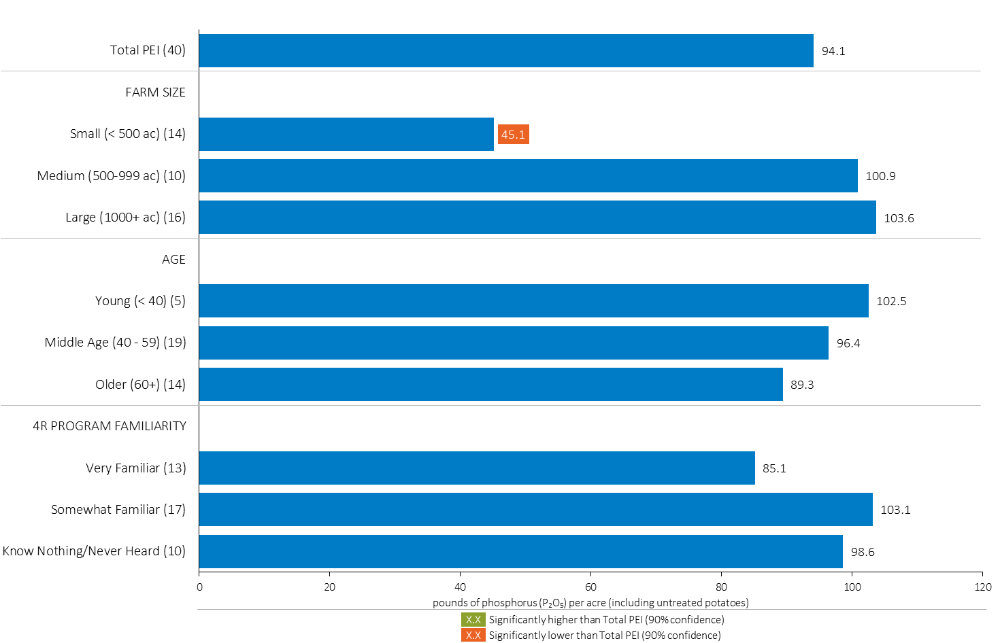 Total PEI (40) 94.1
FARM SIZE
Small (< 500 ac) (14) 45.1
Medium (500-999 ac) (10) 100.9
Large (1000+ ac) (16) 103.6
AGE
Young (< 40) (5) 102.5
Middle Age (40 - 59) (19) 96.4
Older (60+) (14) 89.3
4R PROGRAM FAMILIARITY
Very Familiar (13) 85.1
Somewhat Familiar (17) 103.1
Know Nothing/Never Heard (10) 98.6
0 20 40 60 80 100 120
pounds of phosphorus (P₂O₅) per acre (including untreated potatoes)
X.X Significantly higher than Total PEI (90% confidence)
X.X Significantly lower than Total PEI (90% confidence)